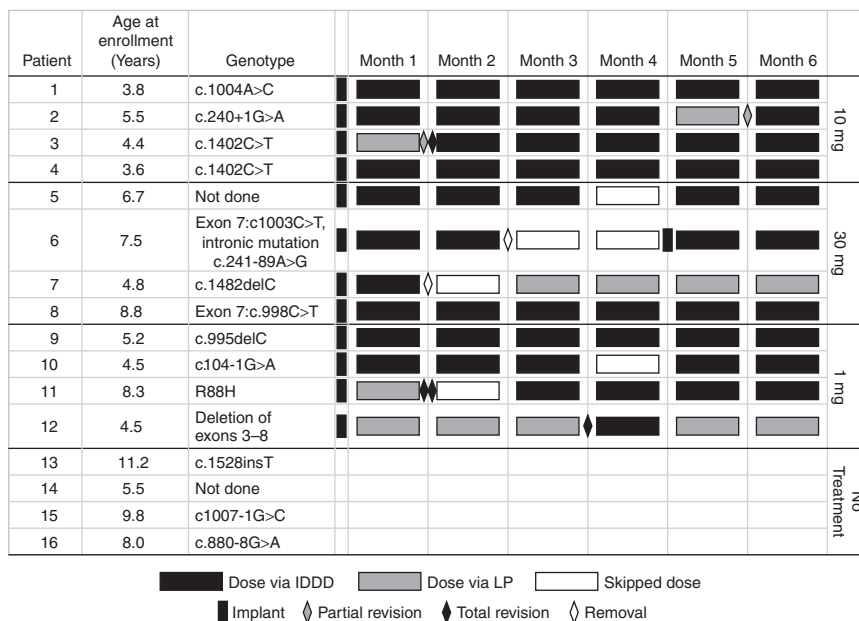 Age at
enrollment
Patient (Years) Genotype Month 1 Month 2 Month 3 Month 4 Month 5 Month 6
1 3.8 c.1004A>C
2 5.5 c.240+1G>A
3 4.4 c.1402C>T
4 3.6 c.1402C>T
10 mg
5 6.7 Not done
6 7.5 Exon 7:c1003C>T,
intronic mutation
c.241-89A>G
7 4.8 c.1482delC
8 8.8 Exon 7:c.998C>T
30 mg
9 5.2 c.995delC
10 4.5 c104-1G>A
11 8.3 R88H
12 4.5 Deletion of
exons 3–8
1 mg
13 11.2 c.1528insT
14 5.5 Not done
15 9.8 c1007-1G>C
16 8.0 c.880-8G>A
No
Treatment
Dose via IDDD Dose via LP Skipped dose
Implant Partial revision Total revision Removal